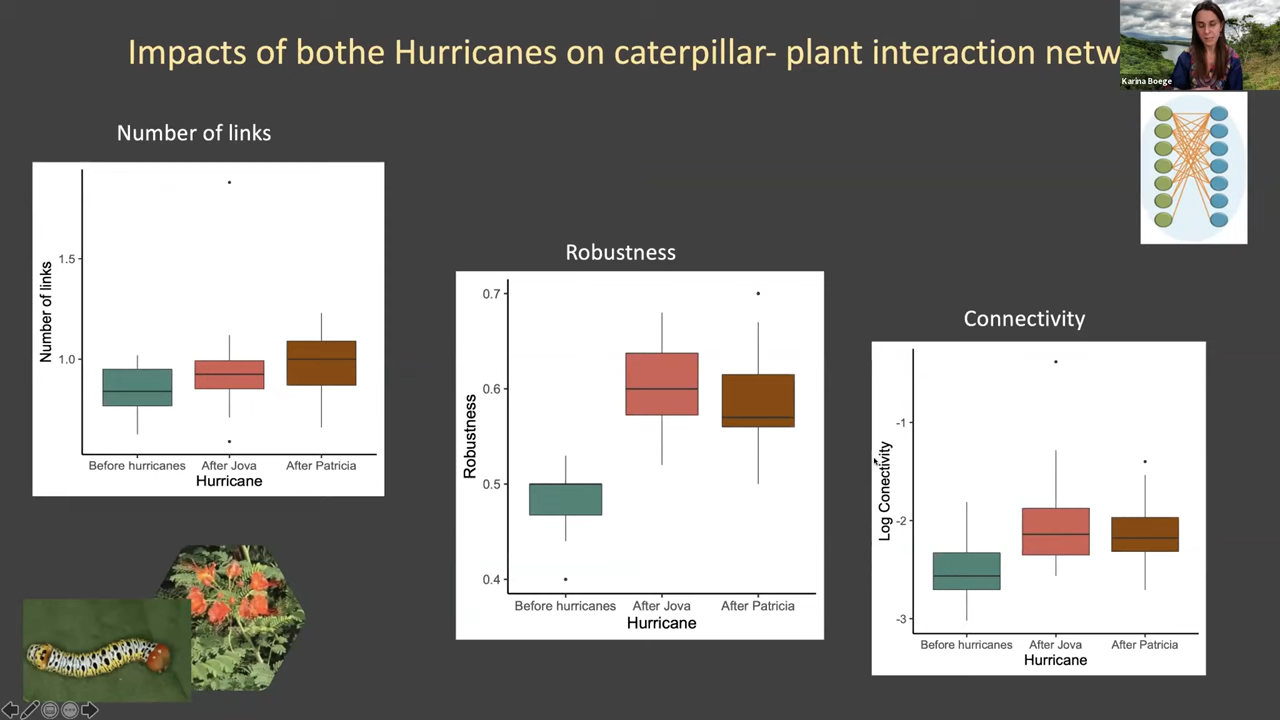 Impacts of bothe Hurricanes on caterpillar- plant interaction netw
Karina Boege
Number of links
Number of links
1.5
1.0
Before hurricanes After Jova After Patricia
Hurricane
Robustness
Robustness
0.7
0.6
0.5
0.4
Before hurricanes After Jova After Patricia
Hurricane
Connectivity
Log Conectivity
-1
-2
-3
Before hurricanes After Jova After Patricia
Hurricane